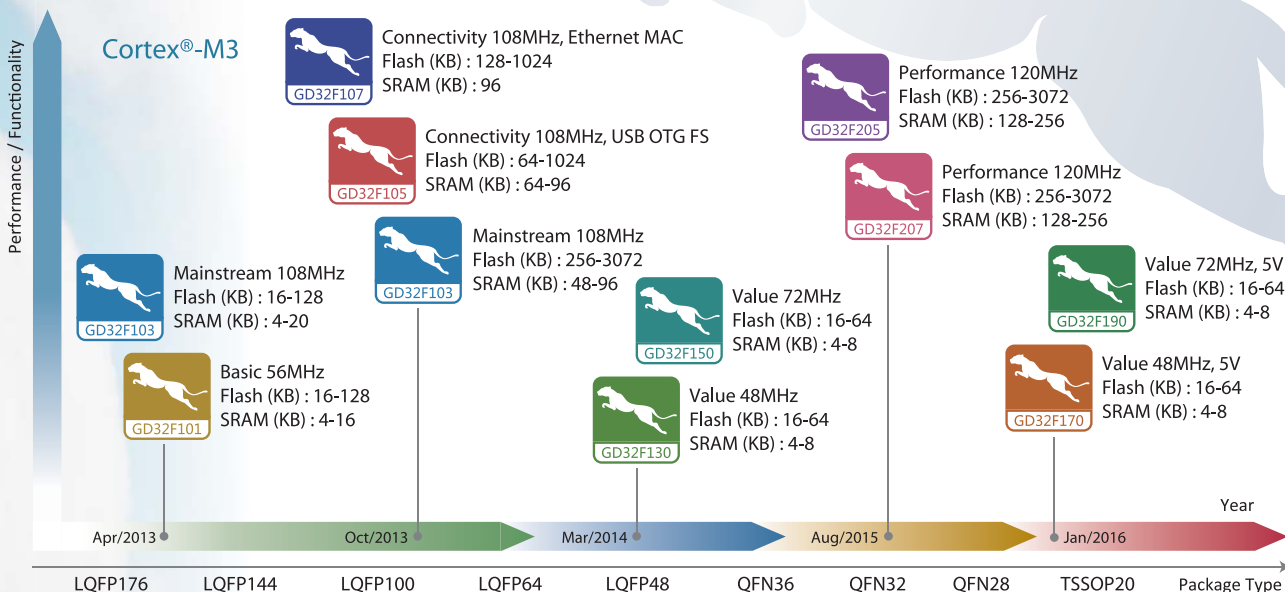 Performance / Functionality
Cortex®-M3
GD32F107
Connectivity 108MHz, Ethernet MAC
Flash (KB) : 128-1024
SRAM (KB) : 96
GD32F105
Connectivity 108MHz, USB OTG FS
Flash (KB) : 64-1024
SRAM (KB) : 64-96
GD32F103
Mainstream 108MHz
Flash (KB) : 256-3072
SRAM (KB) : 48-96
GD32F103
Mainstream 108MHz
Flash (KB) : 16-128
SRAM (KB) : 4-20
GD32F101
Basic 56MHz
Flash (KB) : 16-128
SRAM (KB) : 4-16
GD32F150
Value 72MHz
Flash (KB) : 16-64
SRAM (KB) : 4-8
GD32F130
Value 48MHz
Flash (KB) : 16-64
SRAM (KB) : 4-8
GD32F205
Performance 120MHz
Flash (KB) : 256-3072
SRAM (KB) : 128-256
GD32F207
Performance 120MHz
Flash (KB) : 256-3072
SRAM (KB) : 128-256
GD32F190
Value 72MHz, 5V
Flash (KB) : 16-64
SRAM (KB) : 4-8
GD32F170
Value 48MHz, 5V
Flash (KB) : 16-64
SRAM (KB) : 4-8
Year
Apr/2013 Oct/2013 Mar/2014 Aug/2015 Jan/2016
LQFP176 LQFP144 LQFP100 LQFP64 LQFP48 QFN36 QFN32 QFN28 TSSOP20 Package Type